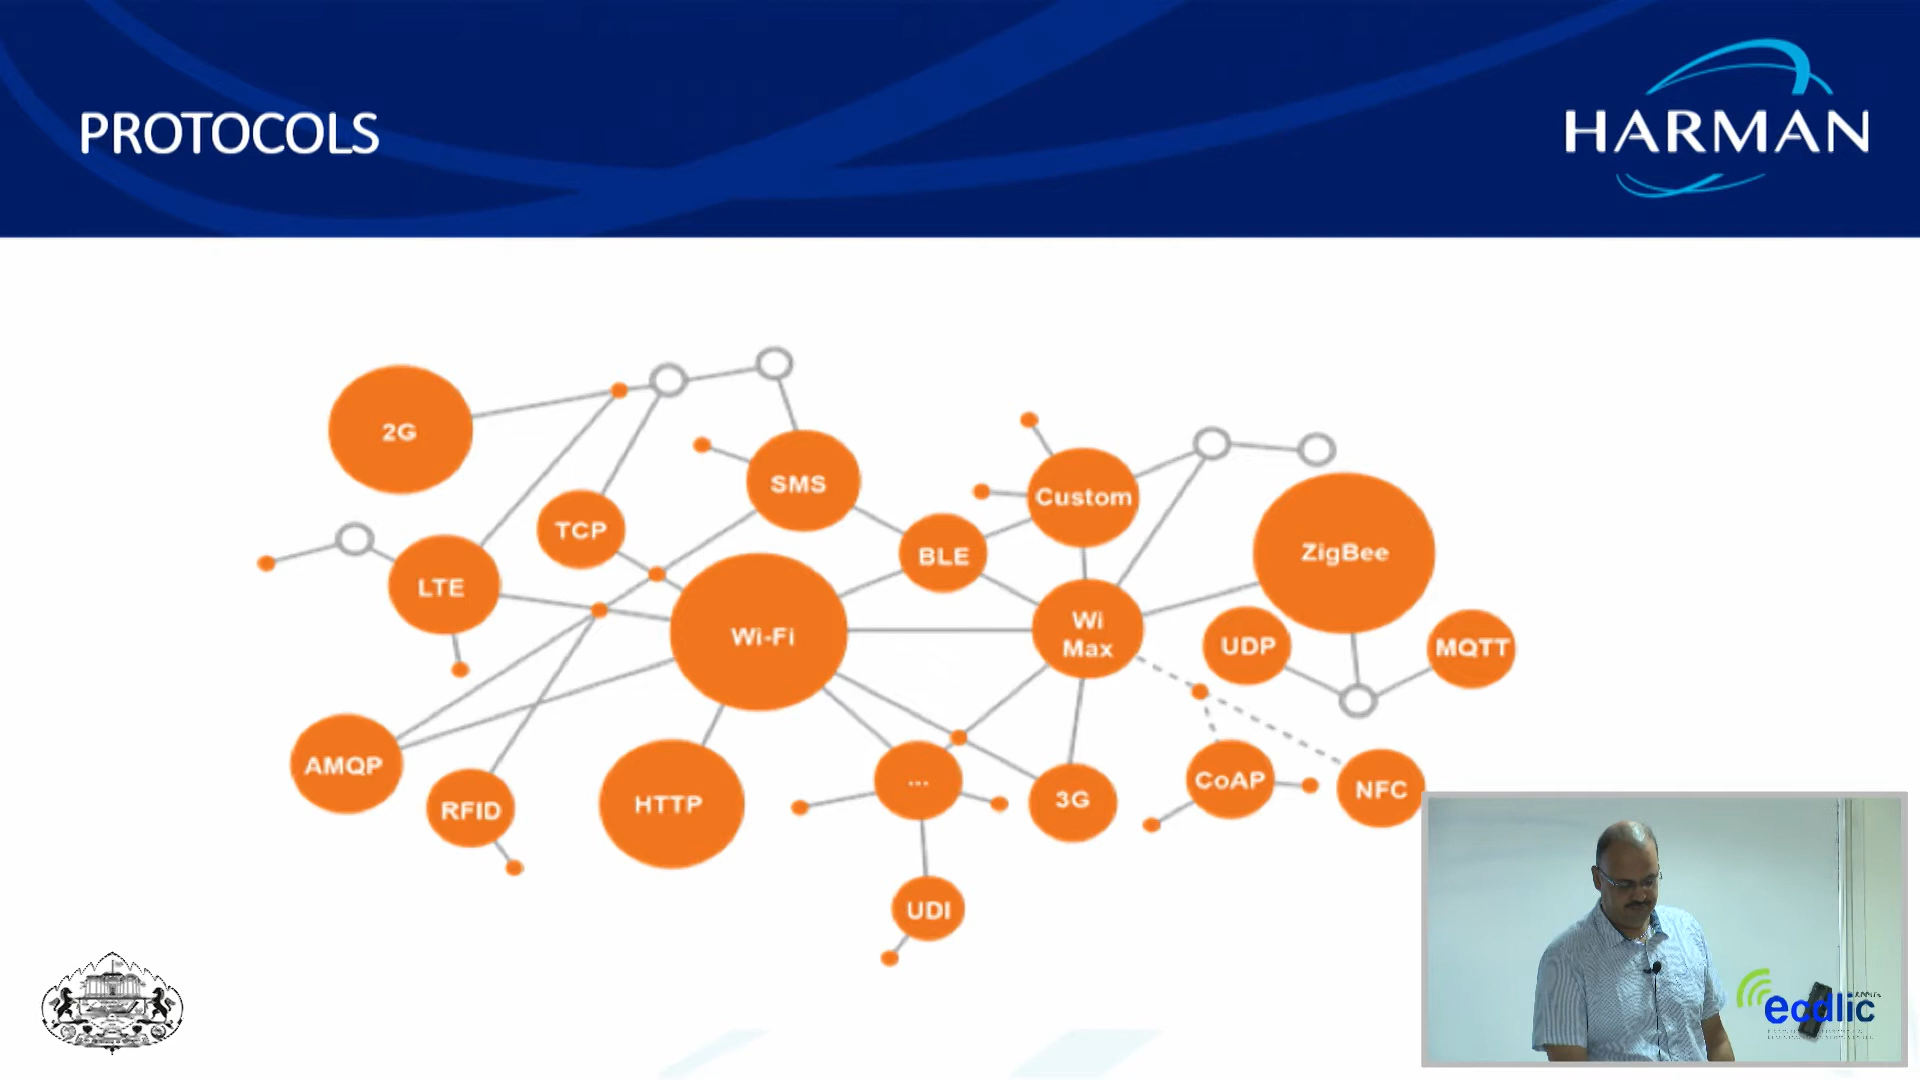 PROTOCOLS
HARMAN
2G
SMS
Custom
TCP
BLE
ZigBee
LTE
Wi-Fi
Wi
Max
UDP
MQTT
AMQP
RFID
HTTP
...
3G
CoAP
NFC
UDI